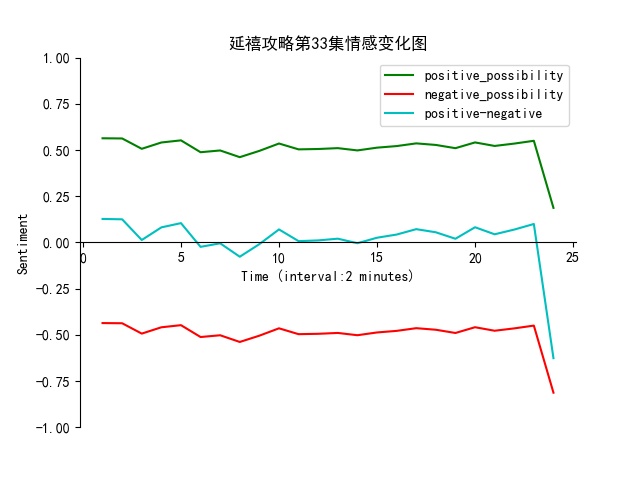 延禧攻略第33集情感变化图
1.00
0.75
0.50
0.25
0.00
−0.25
−0.50
−0.75
−1.00
Sentiment
positive_possibility
negative_possibility
positive-negative
0 5 10 15 20 25
Time (interval:2 minutes)